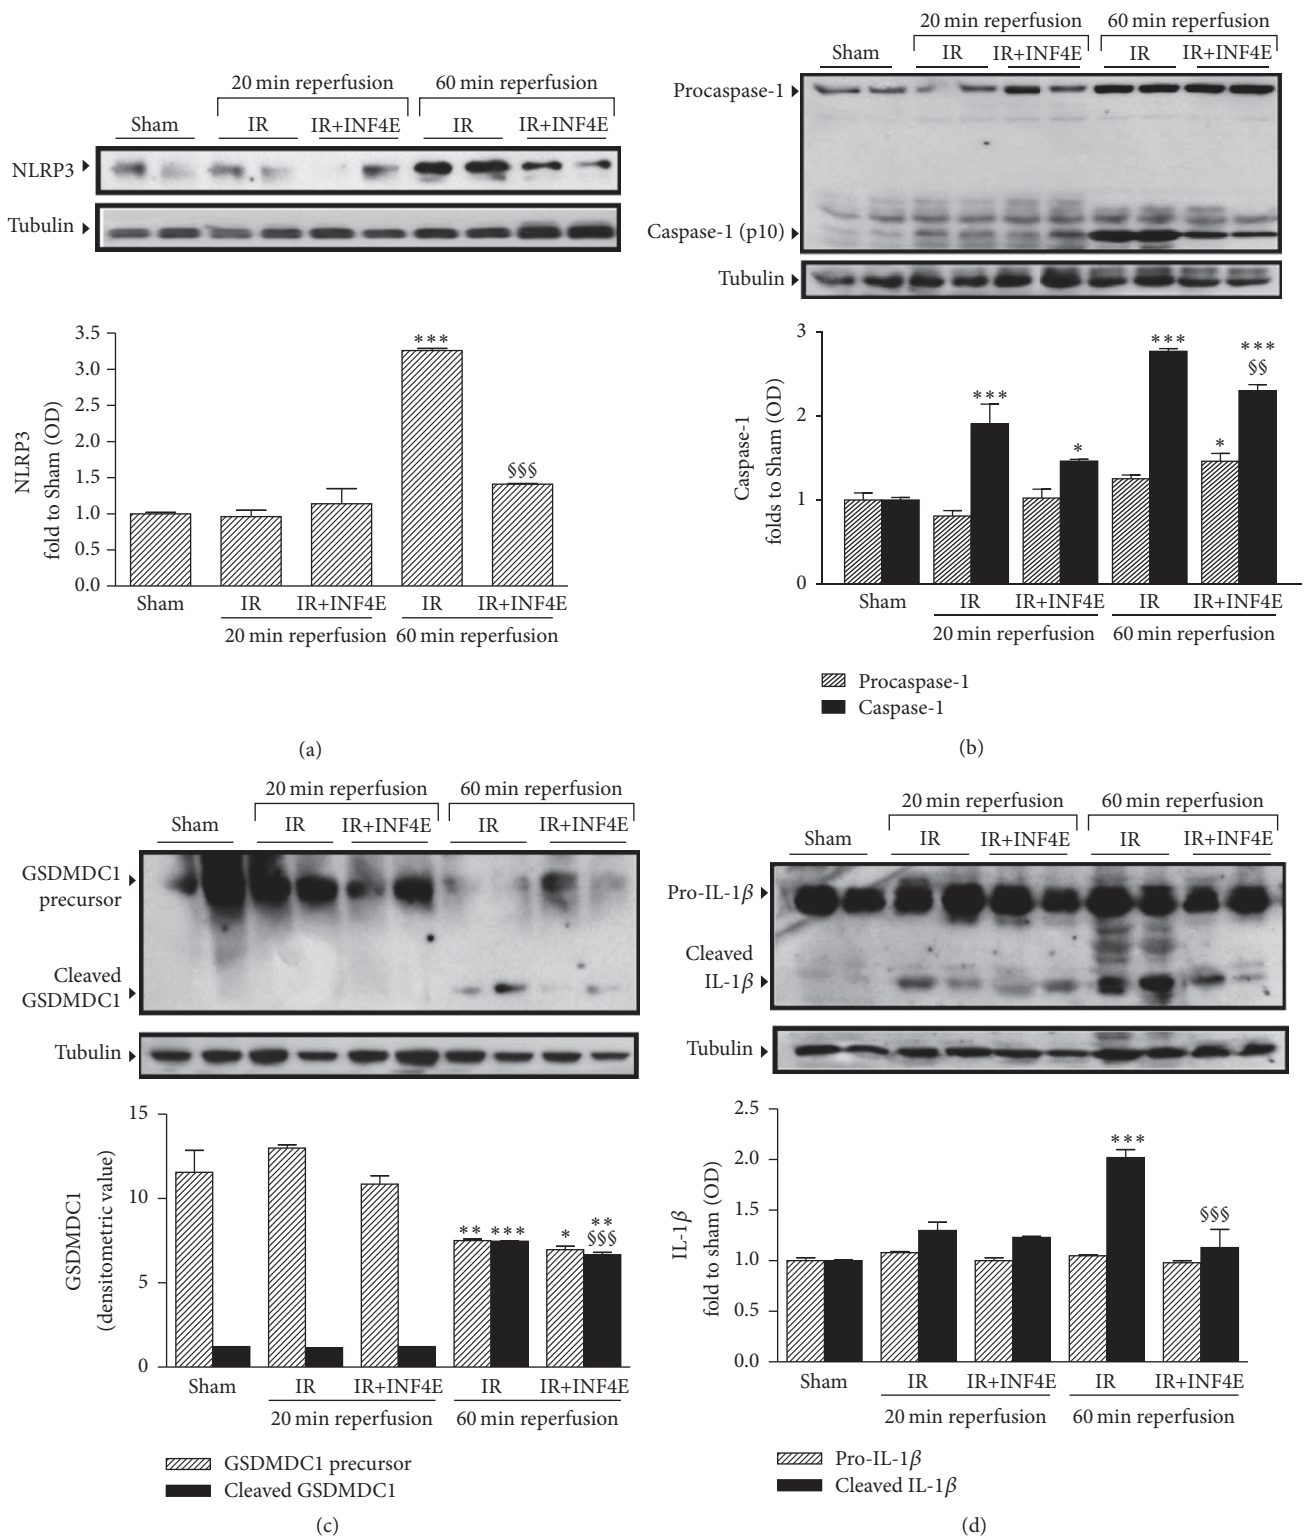 20 min reperfusion 60 min reperfusion
Sham IR IR+INF4E IR IR+INF4E
NLRP3
Tubulin
3.5
3.0
2.5
2.0
1.5
1.0
0.5
0.0
NLRP3
fold to Sham (OD)
***
§§§
Sham IR IR+INF4E IR IR+INF4E
20 min reperfusion 60 min reperfusion
(a)
20 min reperfusion 60 min reperfusion
Sham IR IR+INF4E IR IR+INF4E
Procaspase-1
Caspase-1 (p10)
Tubulin
3
2
1
0
Caspase-1
folds to Sham (OD)
***
*
***
*
***
§§
Sham IR IR+INF4E IR IR+INF4E
20 min reperfusion 60 min reperfusion
Procaspase-1
Caspase-1
(b)
20 min reperfusion 60 min reperfusion
Sham IR IR+INF4E IR IR+INF4E
GSDMDC1
precursor
Cleaved
GSDMDC1
Tubulin
15
10
5
0
GSDMDC1
(densitometric value)
** ***
*
**
§§§
Sham IR IR+INF4E IR IR+INF4E
20 min reperfusion 60 min reperfusion
GSDMDC1 precursor
Cleaved GSDMDC1
(c)
20 min reperfusion 60 min reperfusion
Sham IR IR+INF4E IR IR+INF4E
Pro-IL-1β
Cleaved
IL-1β
Tubulin
2.5
2.0
1.5
1.0
0.5
0.0
IL-1β
fold to sham (OD)
***
§§§
Sham IR IR+INF4E IR IR+INF4E
20 min reperfusion 60 min reperfusion
Pro-IL-1β
Cleaved IL-1β
(d)